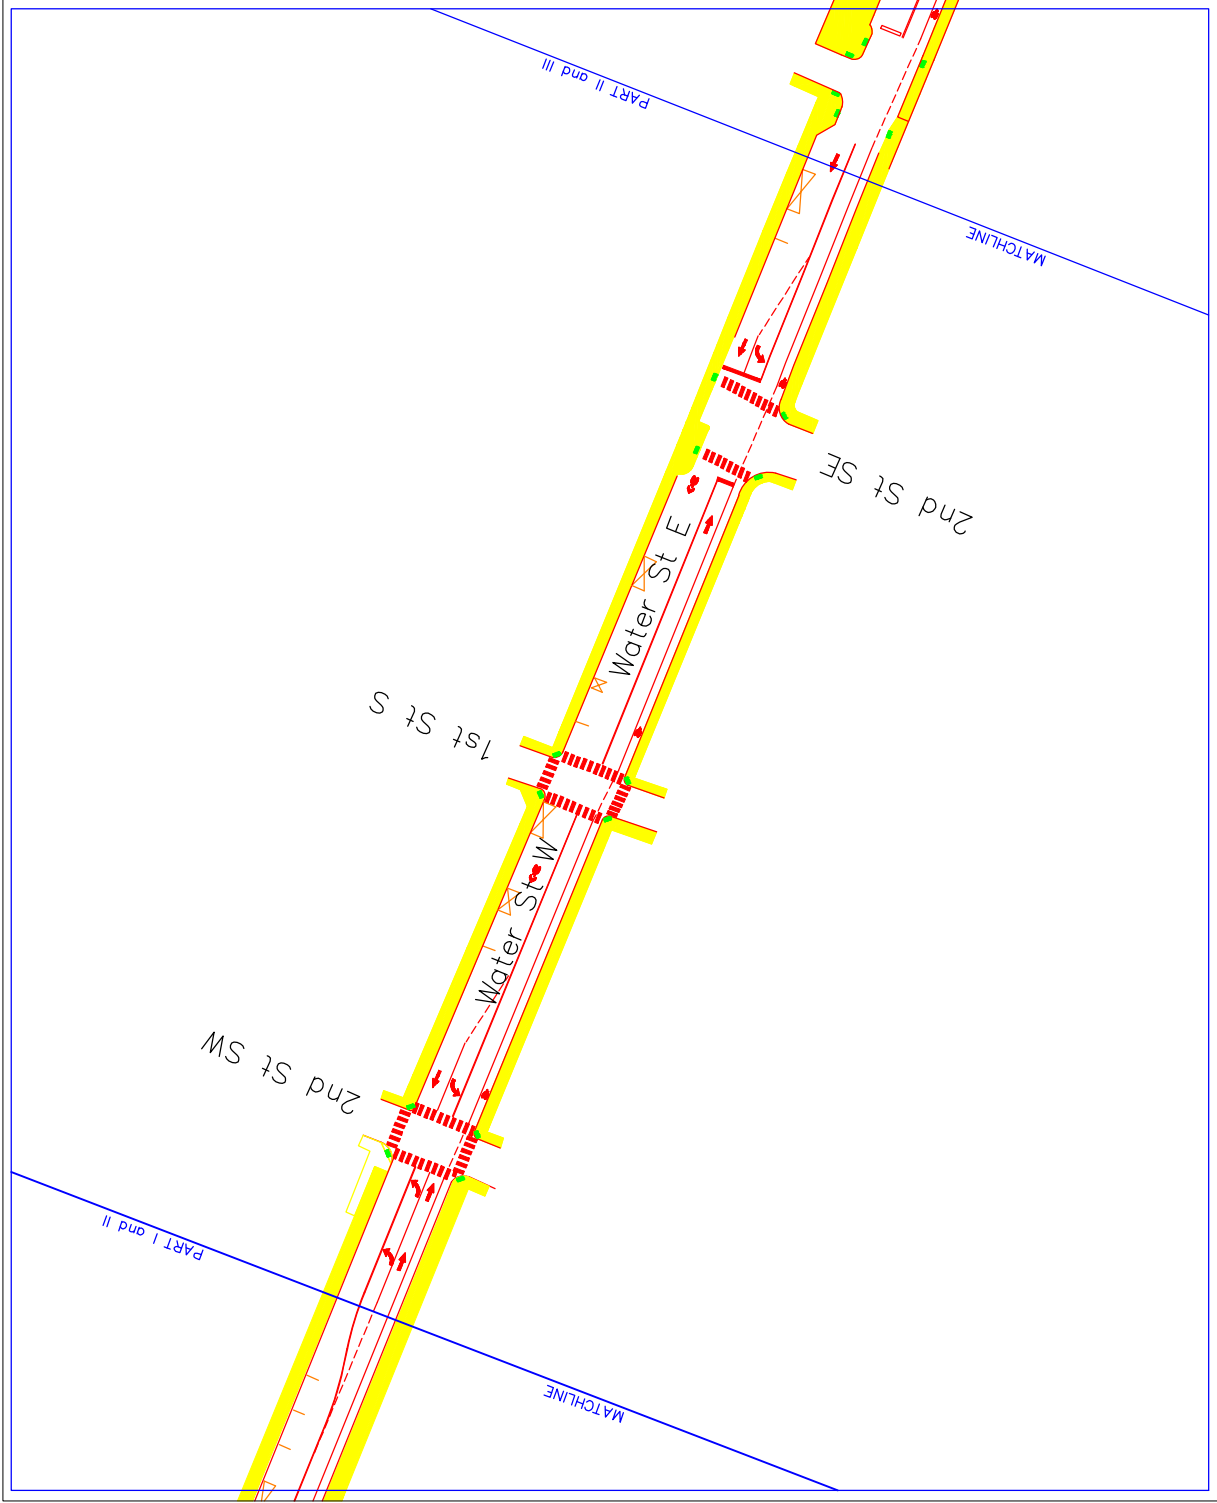 PART II and III
MATCHLINE
2nd St SE
Water St E
1st St S
Water St W
2nd St SW
PART I and II
MATCHLINE